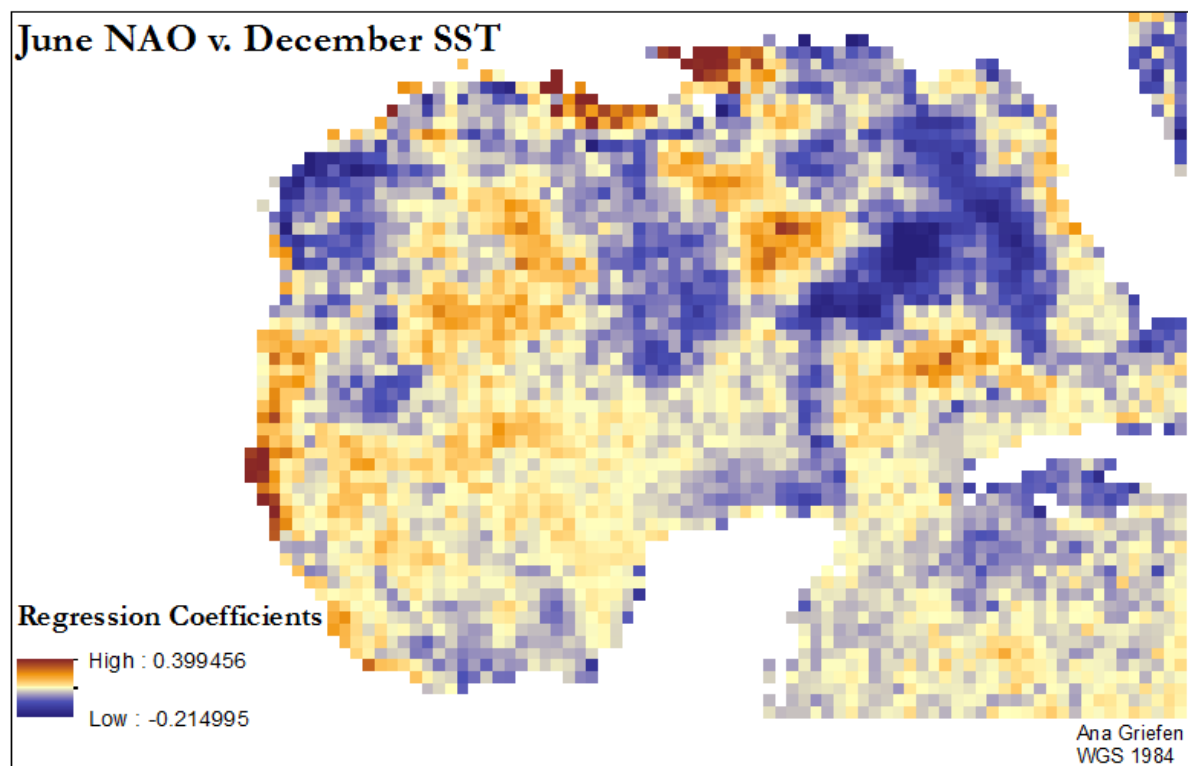 June NAO v. December SST
Regression Coefficients
High : 0.399456
Low : -0.214995
Ana Griefen
WGS 1984